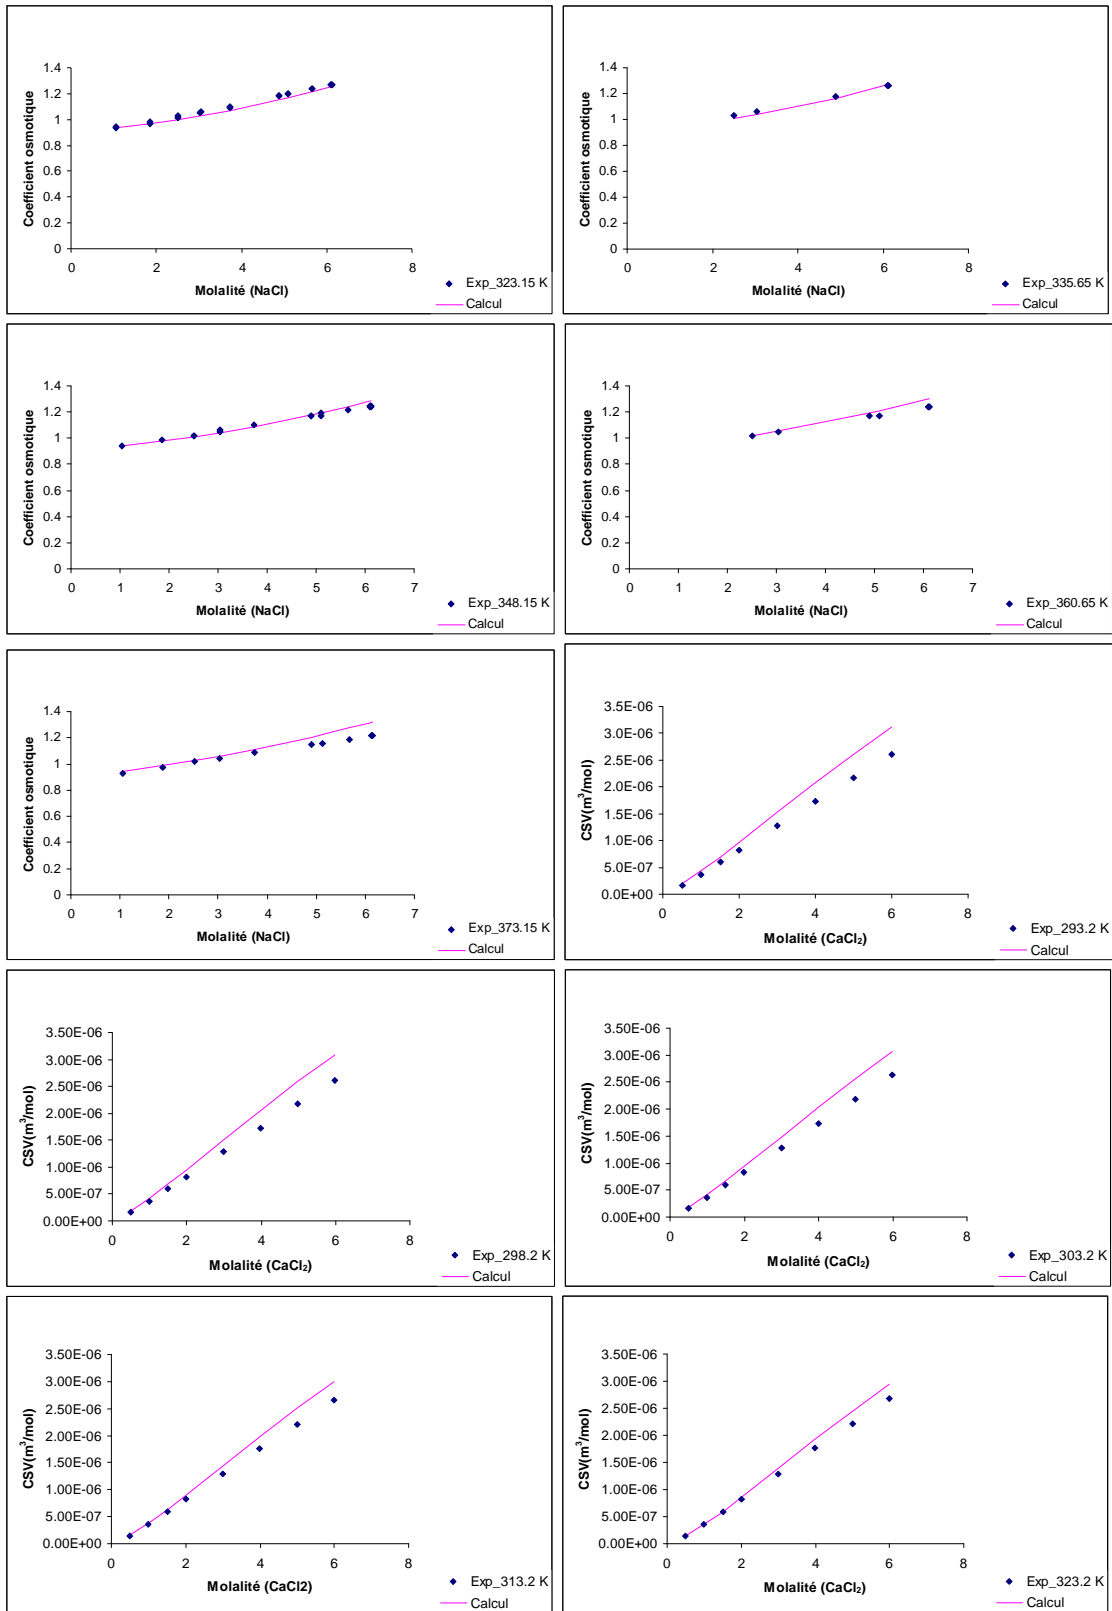 Coefficient osmotique
1.4
1.2
1
0.8
0.6
0.4
0.2
0
0 2 4 6 8
Molalité (NaCl)
Exp_323.15 K
Calcul
Coefficient osmotique
1.4
1.2
1
0.8
0.6
0.4
0.2
0
0 2 4 6 8
Molalité (NaCl)
Exp_335.65 K
Calcul
Coefficient osmotique
1.4
1.2
1
0.8
0.6
0.4
0.2
0
0 1 2 3 4 5 6 7
Molalité (NaCl)
Exp_348.15 K
Calcul
Coefficient osmotique
1.4
1.2
1
0.8
0.6
0.4
0.2
0
0 1 2 3 4 5 6 7
Molalité (NaCl)
Exp_360.65 K
Calcul
Coefficient osmotique
1.4
1.2
1
0.8
0.6
0.4
0.2
0
0 1 2 3 4 5 6 7
Molalité (NaCl)
Exp_373.15 K
Calcul
CSV(m³/mol)
3.5E-06
3.0E-06
2.5E-06
2.0E-06
1.5E-06
1.0E-06
5.0E-07
0.0E+00
0 2 4 6 8
Molalité (CaCl₂)
Exp_293.2 K
Calcul
CSV(m³/mol)
3.50E-06
3.00E-06
2.50E-06
2.00E-06
1.50E-06
1.00E-06
5.00E-07
0.00E+00
0 2 4 6 8
Molalité (CaCl₂)
Exp_298.2 K
Calcul
CSV(m³/mol)
3.50E-06
3.00E-06
2.50E-06
2.00E-06
1.50E-06
1.00E-06
5.00E-07
0.00E+00
0 2 4 6 8
Molalité (CaCl₂)
Exp_303.2 K
Calcul
CSV(m³/mol)
3.50E-06
3.00E-06
2.50E-06
2.00E-06
1.50E-06
1.00E-06
5.00E-07
0.00E+00
0 2 4 6 8
Molalité (CaCl2)
Exp_313.2 K
Calcul
CSV(m³/mol)
3.50E-06
3.00E-06
2.50E-06
2.00E-06
1.50E-06
1.00E-06
5.00E-07
0.00E+00
0 2 4 6 8
Molalité (CaCl₂)
Exp_323.2 K
Calcul